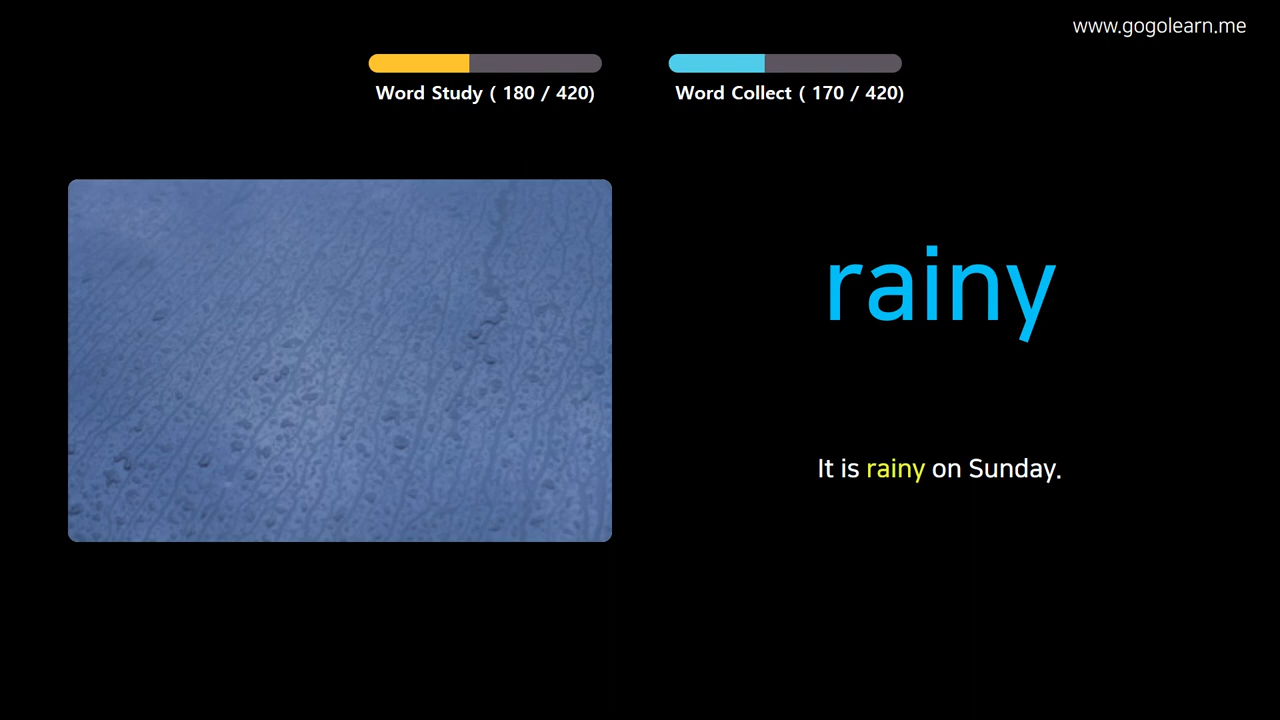 www.gogolearn.me
Word Study ( 180 / 420)
Word Collect ( 170 / 420)
rainy
It is rainy on Sunday.